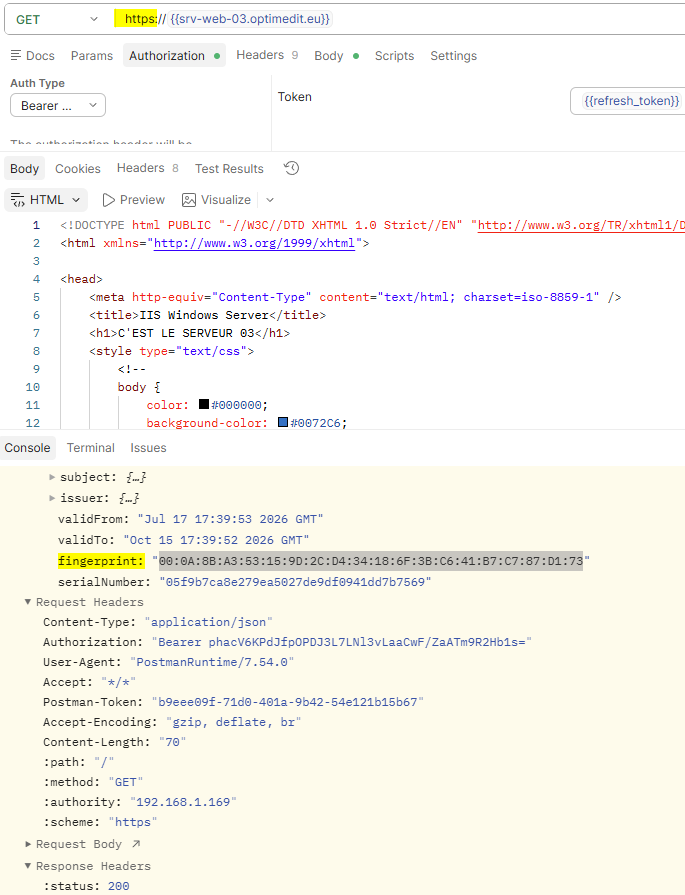 GET https:// {{srv-web-03.optimedit.eu}}
Docs Params Authorization Headers 9 Body Scripts Settings
Auth Type
Bearer ... Token {{refresh_token}}
The authorization header will be
Body Cookies Headers 8 Test Results
HTML Preview Visualize
1 <!DOCTYPE html PUBLIC "-//W3C//DTD XHTML 1.0 Strict//EN" "http://www.w3.org/TR/xhtml1/D
2 <html xmlns="http://www.w3.org/1999/xhtml">
3
4 <head>
5 <meta http-equiv="Content-Type" content="text/html; charset=iso-8859-1" />
6 <title>IIS Windows Server</title>
7 <h1>C'EST LE SERVEUR 03</h1>
8 <style type="text/css">
9 <!--
10 body {
11 color: #000000;
12 background-color: #0072C6;
Console Terminal Issues
subject: {…}
issuer: {…}
validFrom: "Jul 17 17:39:53 2026 GMT"
validTo: "Oct 15 17:39:52 2026 GMT"
fingerprint: "00:0A:8B:A3:53:15:9D:2C:D4:34:18:6F:3B:C6:41:B7:C7:87:D1:73"
serialNumber: "05f9b7ca8e279ea5027de9df0941dd7b7569"
Request Headers
Content-Type: "application/json"
Authorization: "Bearer phacV6KPdJfpOPDJ3L7LNl3vLaaCwF/ZaATm9R2Hb1s="
User-Agent: "PostmanRuntime/7.54.0"
Accept: "*/*"
Postman-Token: "b9eee09f-71d0-401a-9b42-54e121b15b67"
Accept-Encoding: "gzip, deflate, br"
Content-Length: "70"
:path: "/"
:method: "GET"
:authority: "192.168.1.169"
:scheme: "https"
Request Body
Response Headers
:status: 200